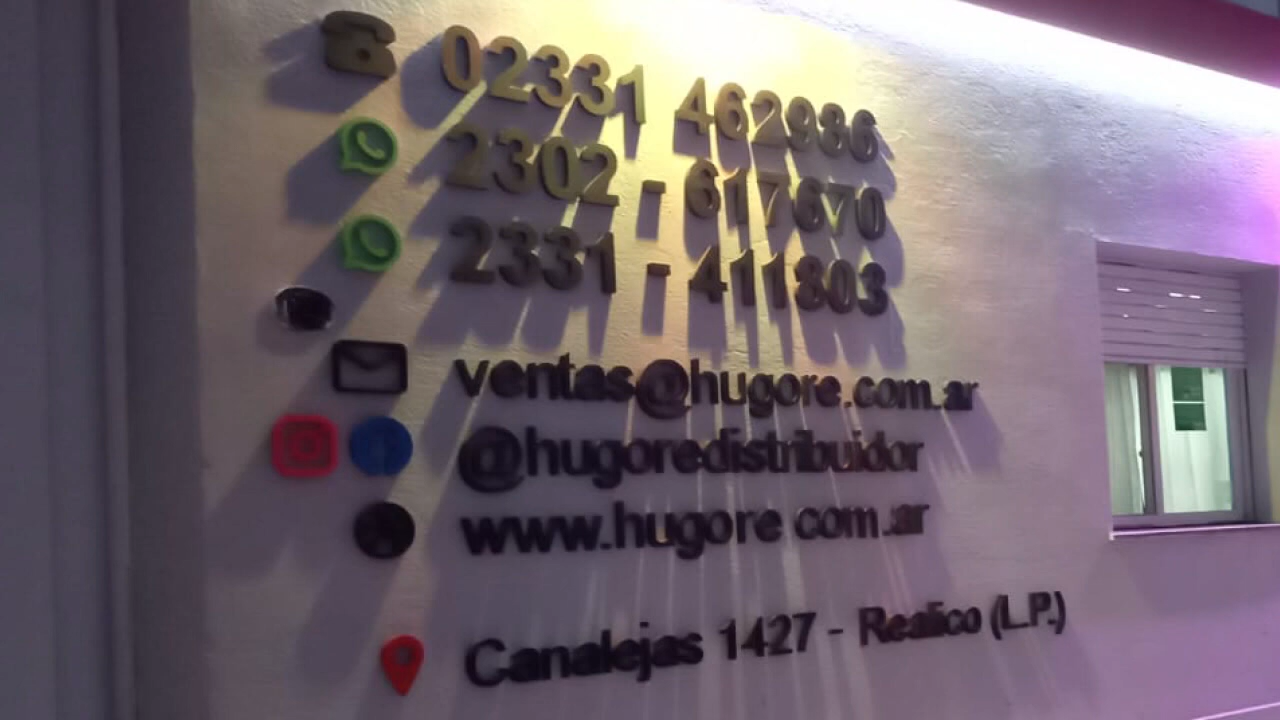 02331 462986
2302 - 617670
2331 - 411803
ventas@hugore.com.ar
@hugoredistribuidor
www.hugore com.ar
Canalejas 1427 - Realico (L.P.)